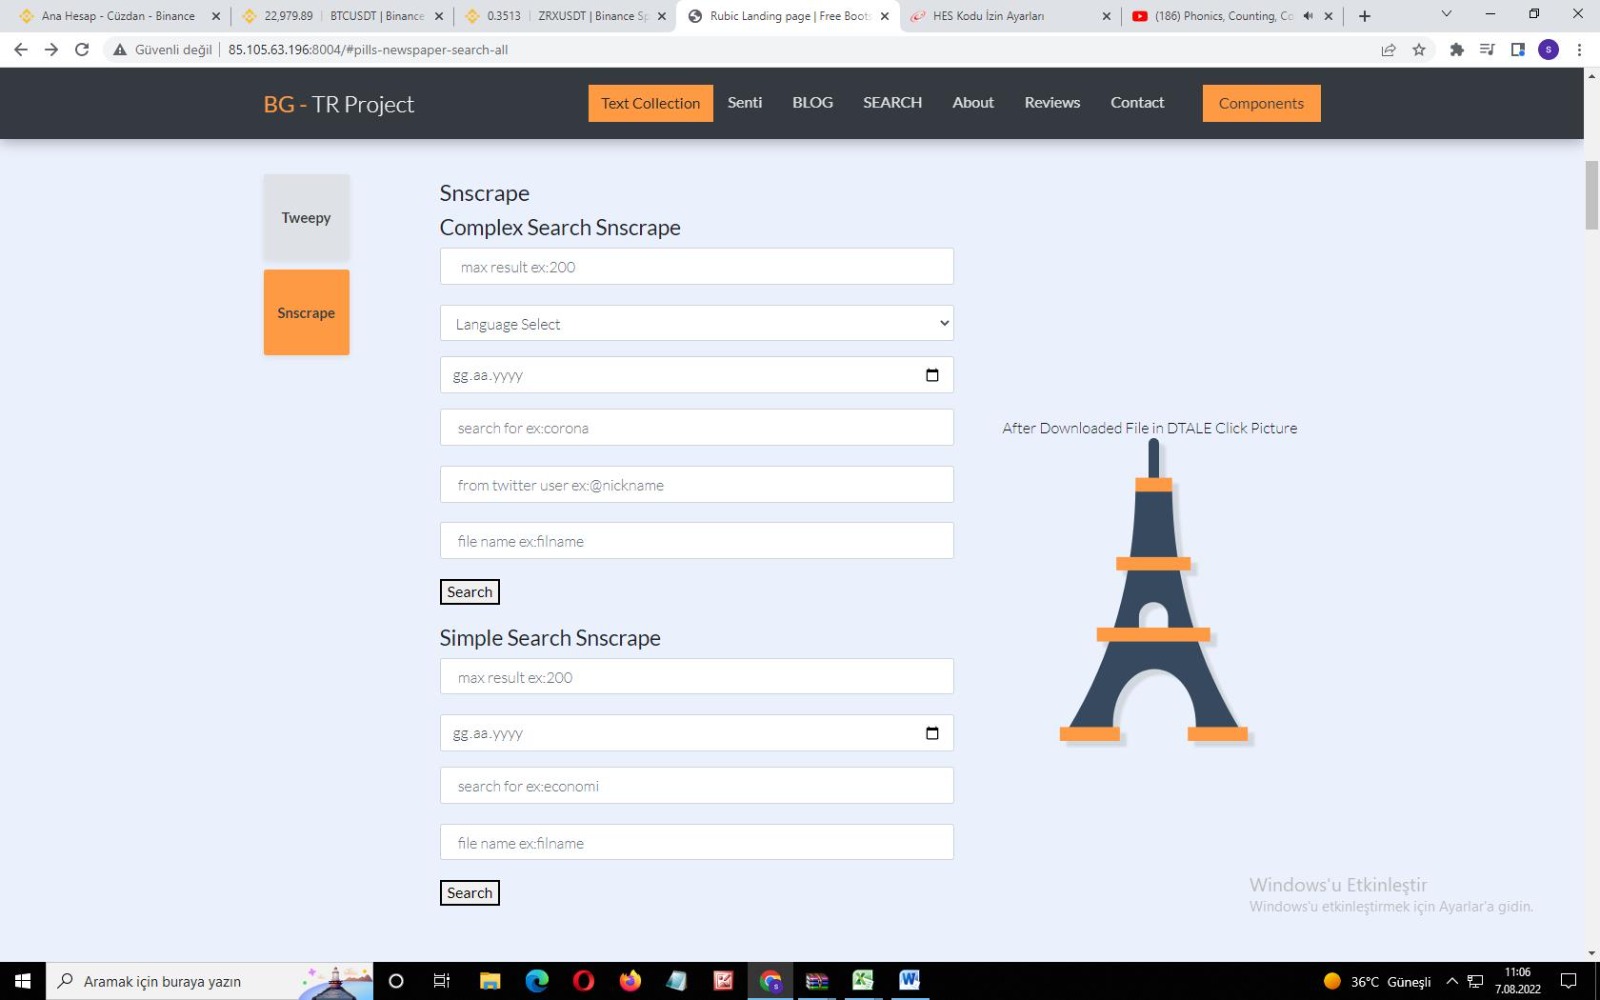 Ana Hesap - Cüzdan - Binance
22,979.89 | BTCUSDT | Binance
0.3513 | ZRXUSDT | Binance Sp
Rubic Landing page | Free Boots
HES Kodu İzin Ayarları
(186) Phonics, Counting, Co
Güvenli değil | 85.105.63.196:8004/#pills-newspaper-search-all
s
BG - TR Project
Text Collection
Senti
BLOG
SEARCH
About
Reviews
Contact
Components
Tweepy
Snscrape
Snscrape
Complex Search Snscrape
max result ex:200
Language Select
gg.aa.yyyy
search for ex:corona
from twitter user ex:@nickname
file name ex:filname
Search
After Downloaded File in DTALE Click Picture
Simple Search Snscrape
max result ex:200
gg.aa.yyyy
search for ex:economi
file name ex:filname
Search
Windows'u Etkinleştir
Windows'u etkinleştirmek için Ayarlar'a gidin.
Aramak için buraya yazın
36°C Güneşli
11:06
7.08.2022